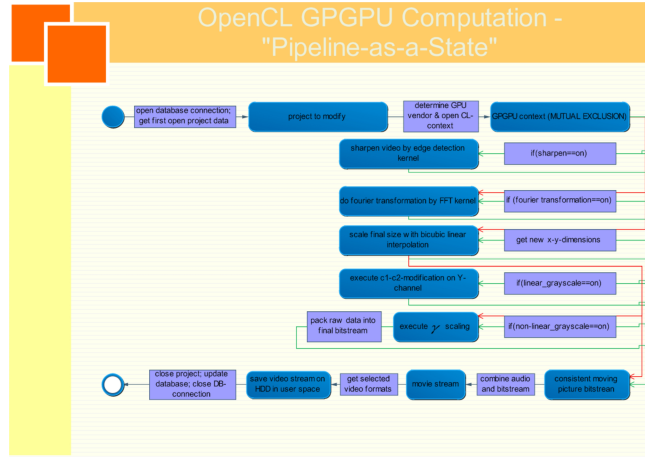 OpenCL GPGPU Computation -
"Pipeline-as-a-State"
open database connection;
get first open project data
project to modify
determine GPU
vendor & open CL-
context
GPGPU context (MUTUAL EXCLUSION)
sharpen video by edge detection
kernel
if(sharpen==on)
do fourier transformation by FFT kernel
if (fourier transformation==on)
scale final size with bicubic linear
interpolation
get new x-y-dimensions
execute c1-c2-modification on Y-
channel
if(linear_grayscale==on)
pack raw data into
final bitstream
execute γ scaling
if(non-linear_grayscale==on)
close project; update
database; close DB-
connection
save video stream on
HDD in user space
get selected
video formats
movie stream
combine audio
and bitstream
consistent moving
picture bitstrean